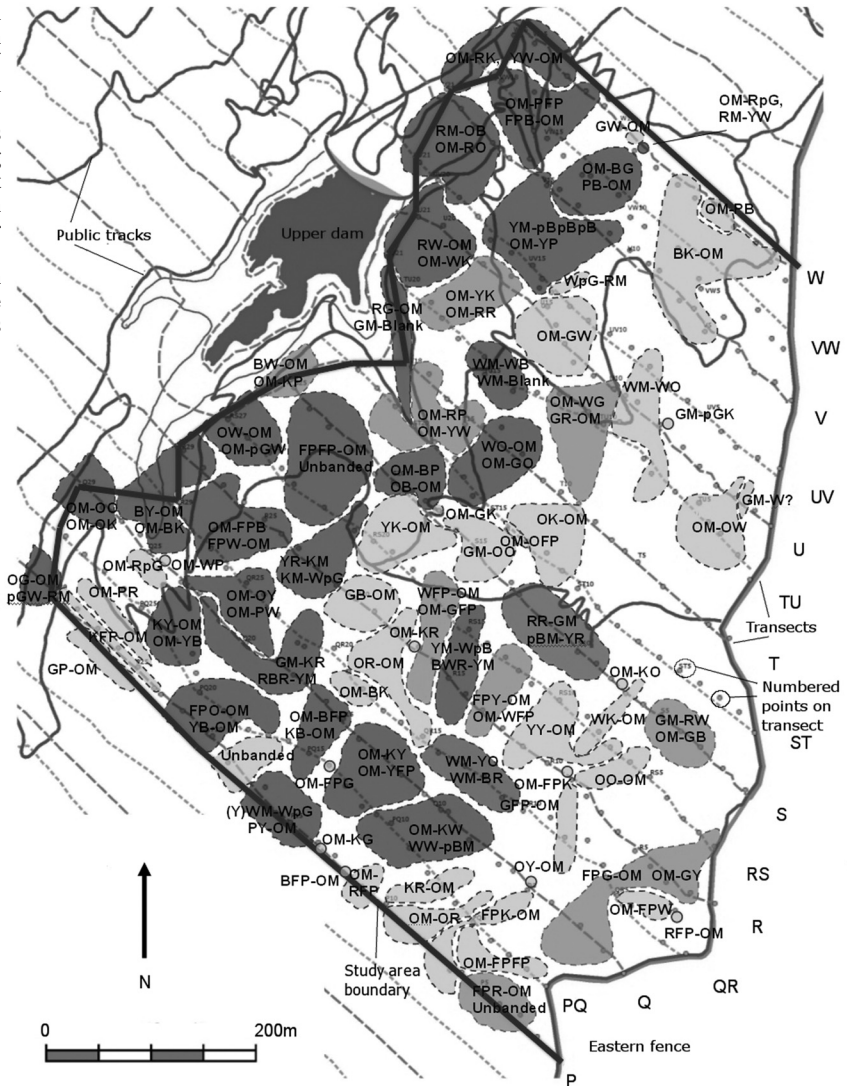 OM-RK, YW-OM
OM-PFP
FPB-OM
OM-RpG,
RM-YW
GW-OM
RM-OB
OM-RO
OM-BG
PB-OM
OM-PB
Public tracks
Upper dam
YM-pBpBpB
OM-YP
BK-OM
RW-OM
OM-WK
W
WpG-RM
OM-YK
OM-RR
RG-OM
GM-Blank
OM-GW
VW
BW-OM
OM-KP
WM-WB
WM-Blank
WM-WO
OM-WG
GR-OM
GM-pGK
V
OM-RP
OM-YW
OW-OM
OM-pGW
FPFP-OM
Unbanded
WO-OM
OM-GO
OM-BP
OB-OM
UV
GM-W?
OM-OO
OM-OK
BY-OM
OM-BK
OM-GK
YK-OM
OK-OM
OM-OW
OM-FPB
FPW-OM
OM-OFP
GM-OO
U
OM-RpG
OM-WP
YR-KM
KM-WpG
OG-OM
pGW-RM
OM-PR
OM-OY
OM-PW
GB-OM
WFP-OM
OM-GFP
TU
KY-OM
OM-YB
RR-GM
pBM-YR
Transects
KFP-OM
OM-KR
YM-WpB
BWR-YM
GP-OM
GM-KR
RBR-YM
OR-OM
T
OM-KO
OM-BK
Numbered
points on
transect
FPY-OM
OM-WFP
FPO-OM
YB-OM
OM-BFP
KB-OM
WK-OM
GM-RW
OM-GB
YY-OM
ST
Unbanded
OM-KY
OM-YFP
WM-YO
WM-BR
OM-FPK
GFP-OM
OO-OM
OM-FPG
(Y)WM-WpG
PY-OM
S
OM-KW
WW-pBM
OM-KG
OY-OM
BFP-OM
OM-
RFP
KR-OM
FPG-OM
OM-GY
RS
OM-OR
FPK-OM
OM-FPW
RFP-OM
R
OM-FPFP
Study area
boundary
N
FPR-OM
Unbanded
QR
Q
PQ
0
200m
Eastern fence
P